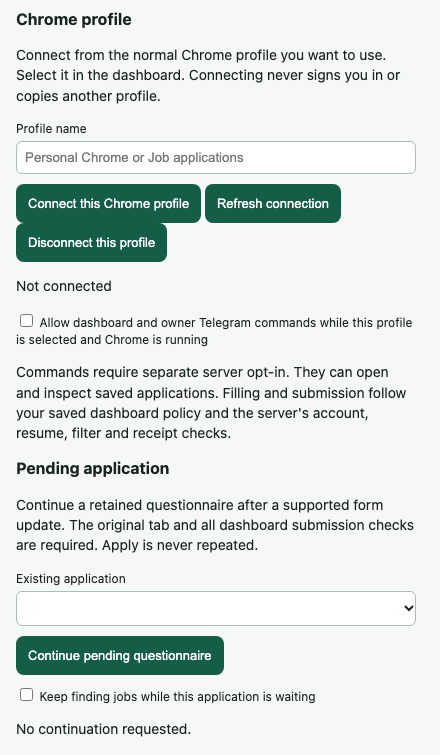 Chrome profile
Connect from the normal Chrome profile you want to use.
Select it in the dashboard. Connecting never signs you in or
copies another profile.
Profile name
Personal Chrome or Job applications
Connect this Chrome profile
Refresh connection
Disconnect this profile
Not connected
Allow dashboard and owner Telegram commands while this profile
is selected and Chrome is running
Commands require separate server opt-in. They can open
and inspect saved applications. Filling and submission follow
your saved dashboard policy and the server's account,
resume, filter and receipt checks.
Pending application
Continue a retained questionnaire after a supported form
update. The original tab and all dashboard submission checks
are required. Apply is never repeated.
Existing application
Continue pending questionnaire
Keep finding jobs while this application is waiting
No continuation requested.